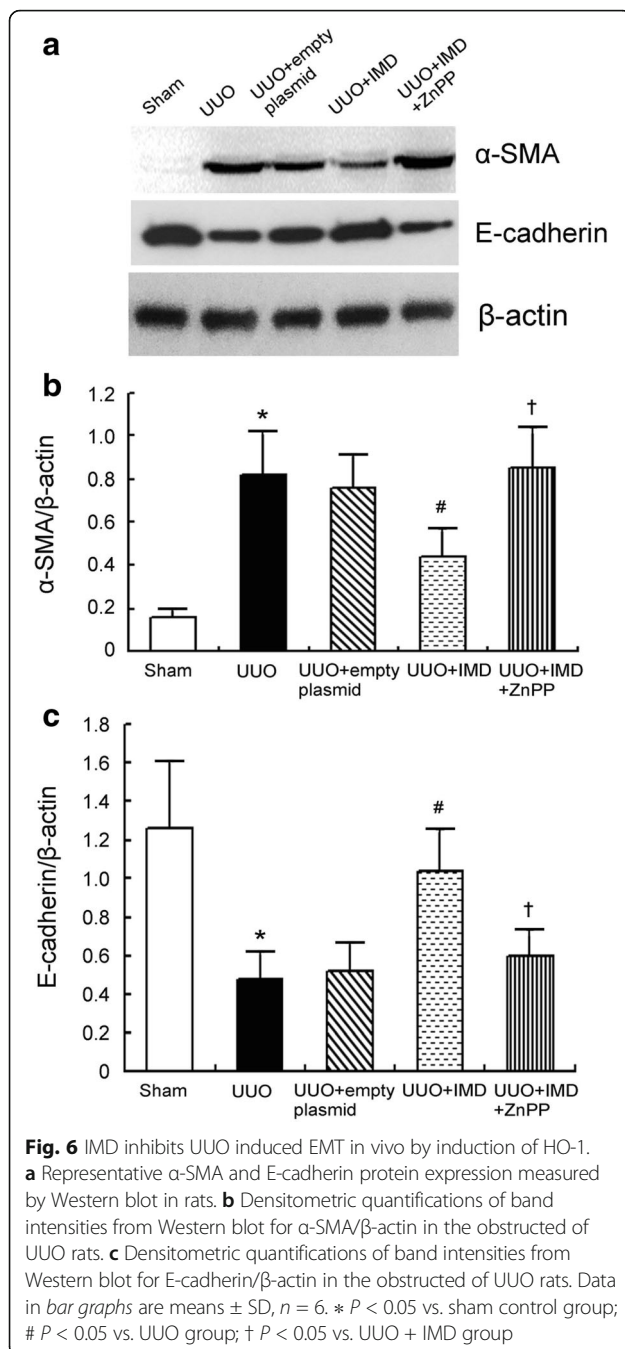 a
Sham
UUO
UUO+empty
plasmid
UUO+IMD
UUO+IMD
+ZnPP
α-SMA
E-cadherin
β-actin
b
α-SMA/β-actin
1.2
1.0
0.8
0.6
0.4
0.2
0
*
#
†
Sham
UUO
UUO+empty
plasmid
UUO+IMD
UUO+IMD
+ZnPP
c
E-cadherin/β-actin
1.8
1.6
1.4
1.2
1.0
0.8
0.6
0.4
0.2
0
*
#
†
Sham
UUO
UUO+empty
plasmid
UUO+IMD
UUO+IMD
+ZnPP
Fig. 6 IMD inhibits UUO induced EMT in vivo by induction of HO-1.
a Representative α-SMA and E-cadherin protein expression measured
by Western blot in rats. b Densitometric quantifications of band
intensities from Western blot for α-SMA/β-actin in the obstructed of
UUO rats. c Densitometric quantifications of band intensities from
Western blot for E-cadherin/β-actin in the obstructed of UUO rats. Data
in bar graphs are means ± SD, n = 6. * P < 0.05 vs. sham control group;
# P < 0.05 vs. UUO group; † P < 0.05 vs. UUO + IMD group